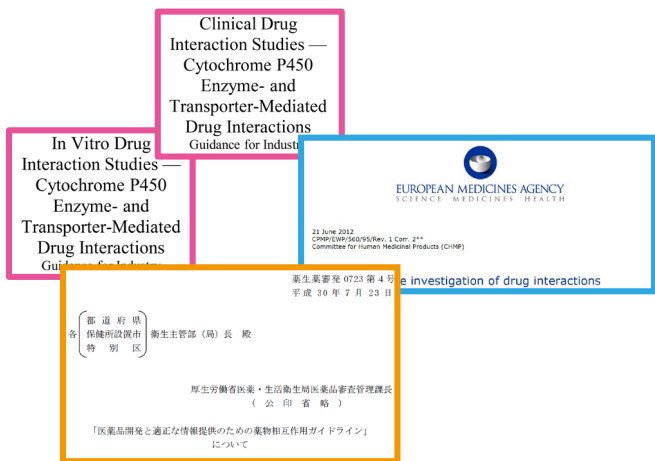 Clinical Drug
Interaction Studies —
Cytochrome P450
Enzyme- and
Transporter-Mediated
Drug Interactions
Guidance for Industry
In Vitro Drug
Interaction Studies —
Cytochrome P450
Enzyme- and
Transporter-Mediated
Drug Interactions
EUROPEAN MEDICINES AGENCY
SCIENCE MEDICINES HEALTH
21 June 2012
CPMP/EWP/560/95/Rev. 1 Corr. 2**
Committee for Human Medicinal Products (CHMP)
e investigation of drug interactions
薬生薬審発 0723 第 4 号
平成 30 年 7 月 23 日
都道府県
各 保健所設置市 衛生主管部（局）長 殿
特別区
厚生労働省医薬・生活衛生局医薬品審査管理課長
（公印省略）
「医薬品開発と適正な情報提供のための薬物相互作用ガイドライン」
について